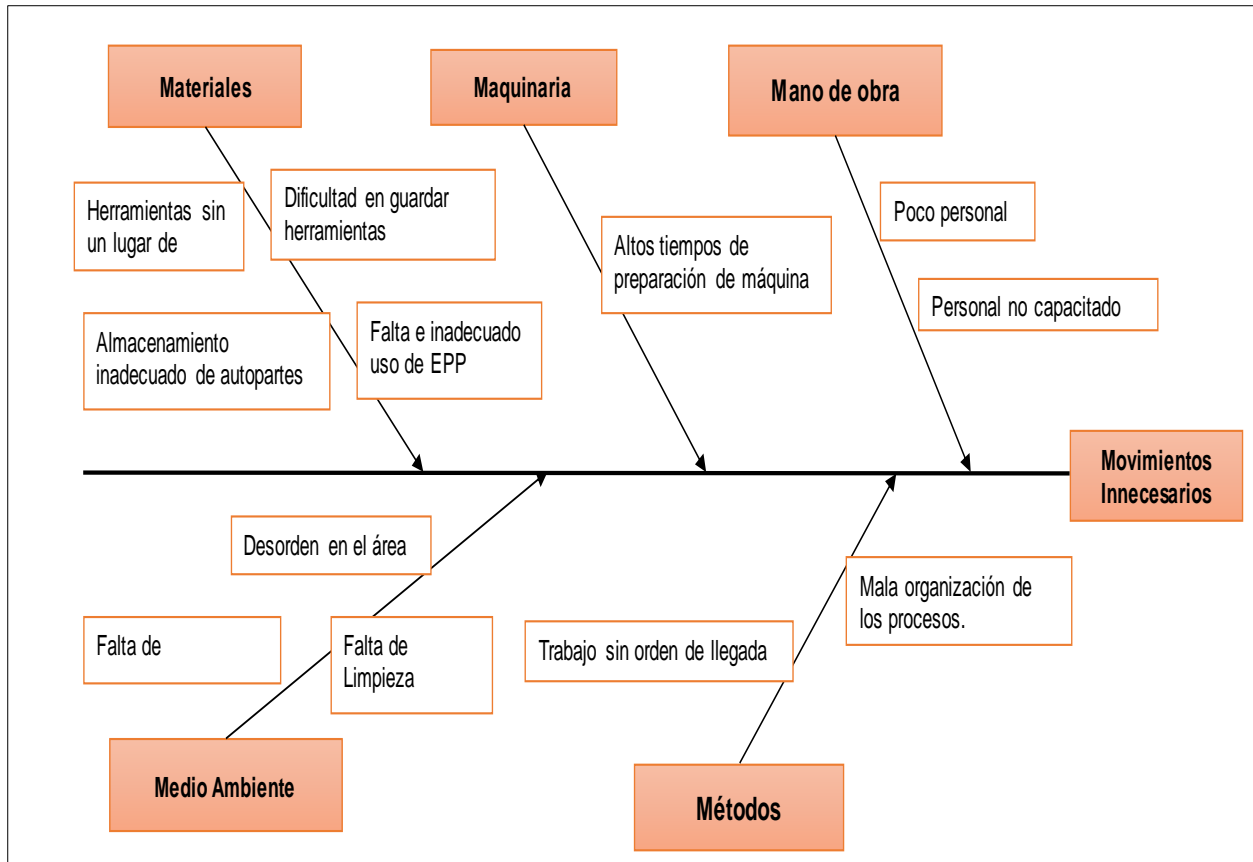 Materiales
Maquinaria
Mano de obra
Herramientas sin
un lugar de
Dificultad en guardar
herramientas
Altos tiempos de
preparación de máquina
Poco personal
Personal no capacitado
Almacenamiento
inadecuado de autopartes
Falta e inadecuado
uso de EPP
Movimientos
Innecesarios
Desorden en el área
Falta de
Falta de
Limpieza
Trabajo sin orden de llegada
Mala organización de
los procesos.
Medio Ambiente
Métodos